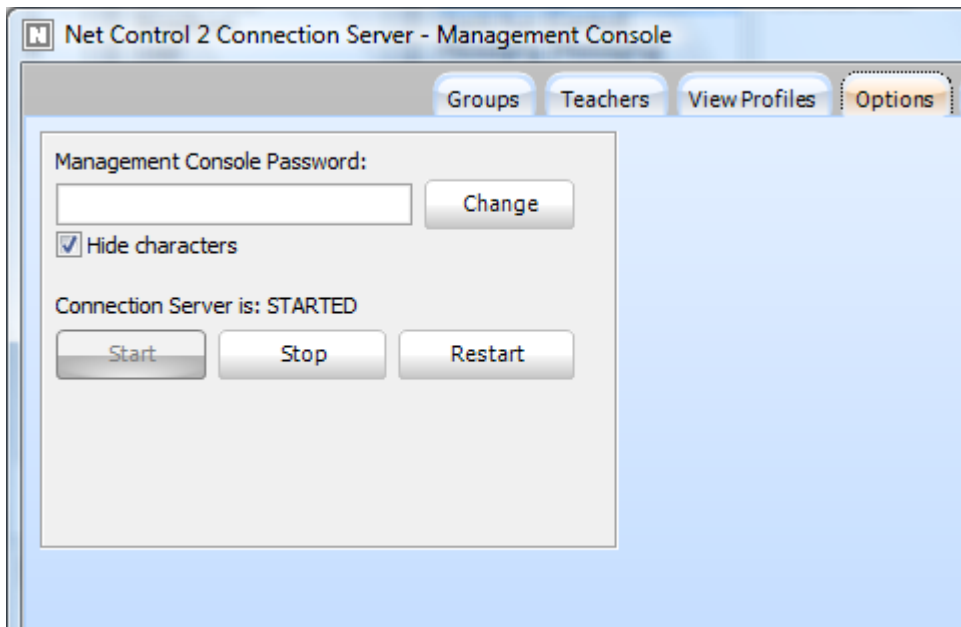 N Net Control 2 Connection Server - Management Console
Groups Teachers View Profiles Options
Management Console Password:
Change
Hide characters
Connection Server is: STARTED
Start Stop Restart